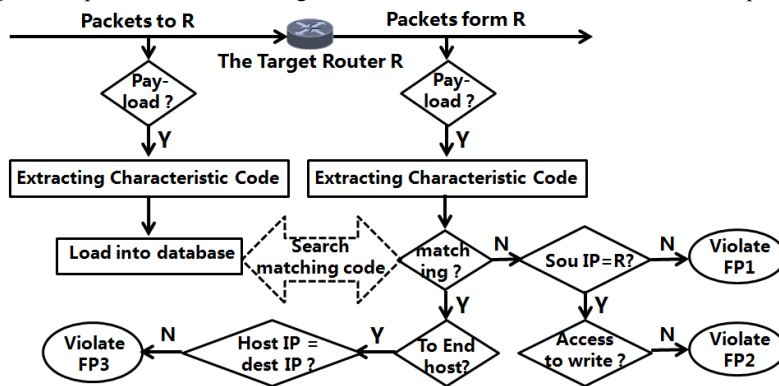 Packets to R
Packets form R
The Target Router R
Pay-
load ?
Pay-
load ?
Y
Y
Extracting Characteristic Code
Extracting Characteristic Code
Load into database
Search
matching code
match
ing ?
N
Sou IP=R?
N
Violate
FP1
Y
Y
Violate
FP3
N
Host IP =
dest IP ?
Y
To End
host?
Access
to write ?
N
Violate
FP2